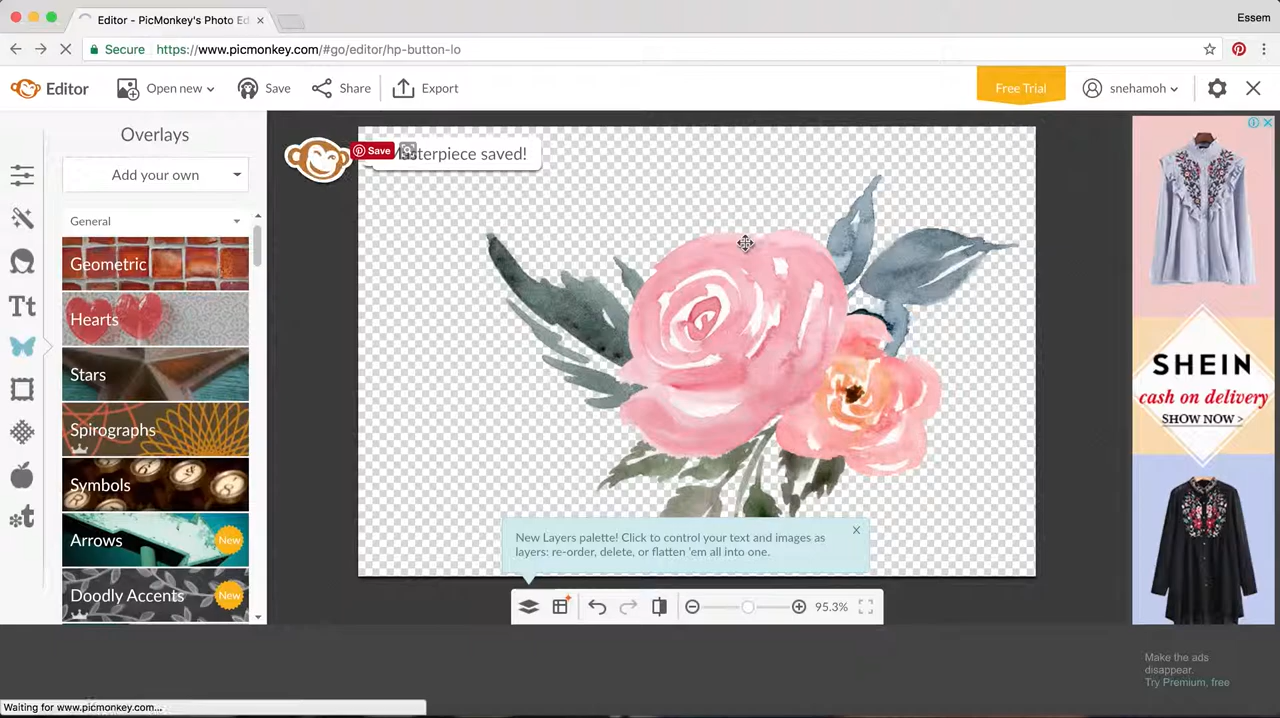 Editor - PicMonkey's Photo Ed
Essem
Secure
https://www.picmonkey.com/#go/editor/hp-button-lo
Editor
Open new
Save
Share
Export
Free Trial
snehamoh
Overlays
Add your own
General
Geometric
Hearts
Stars
Spirographs
Symbols
Arrows
New
Doodly Accents
New
Save
sterpiece saved!
New Layers palette! Click to control your text and images as
layers: re-order, delete, or flatten 'em all into one.
95.3%
SHEIN
cash on delivery
SHOW NOW >
Make the ads
disappear.
Try Premium, free
Waiting for www.picmonkey.com...